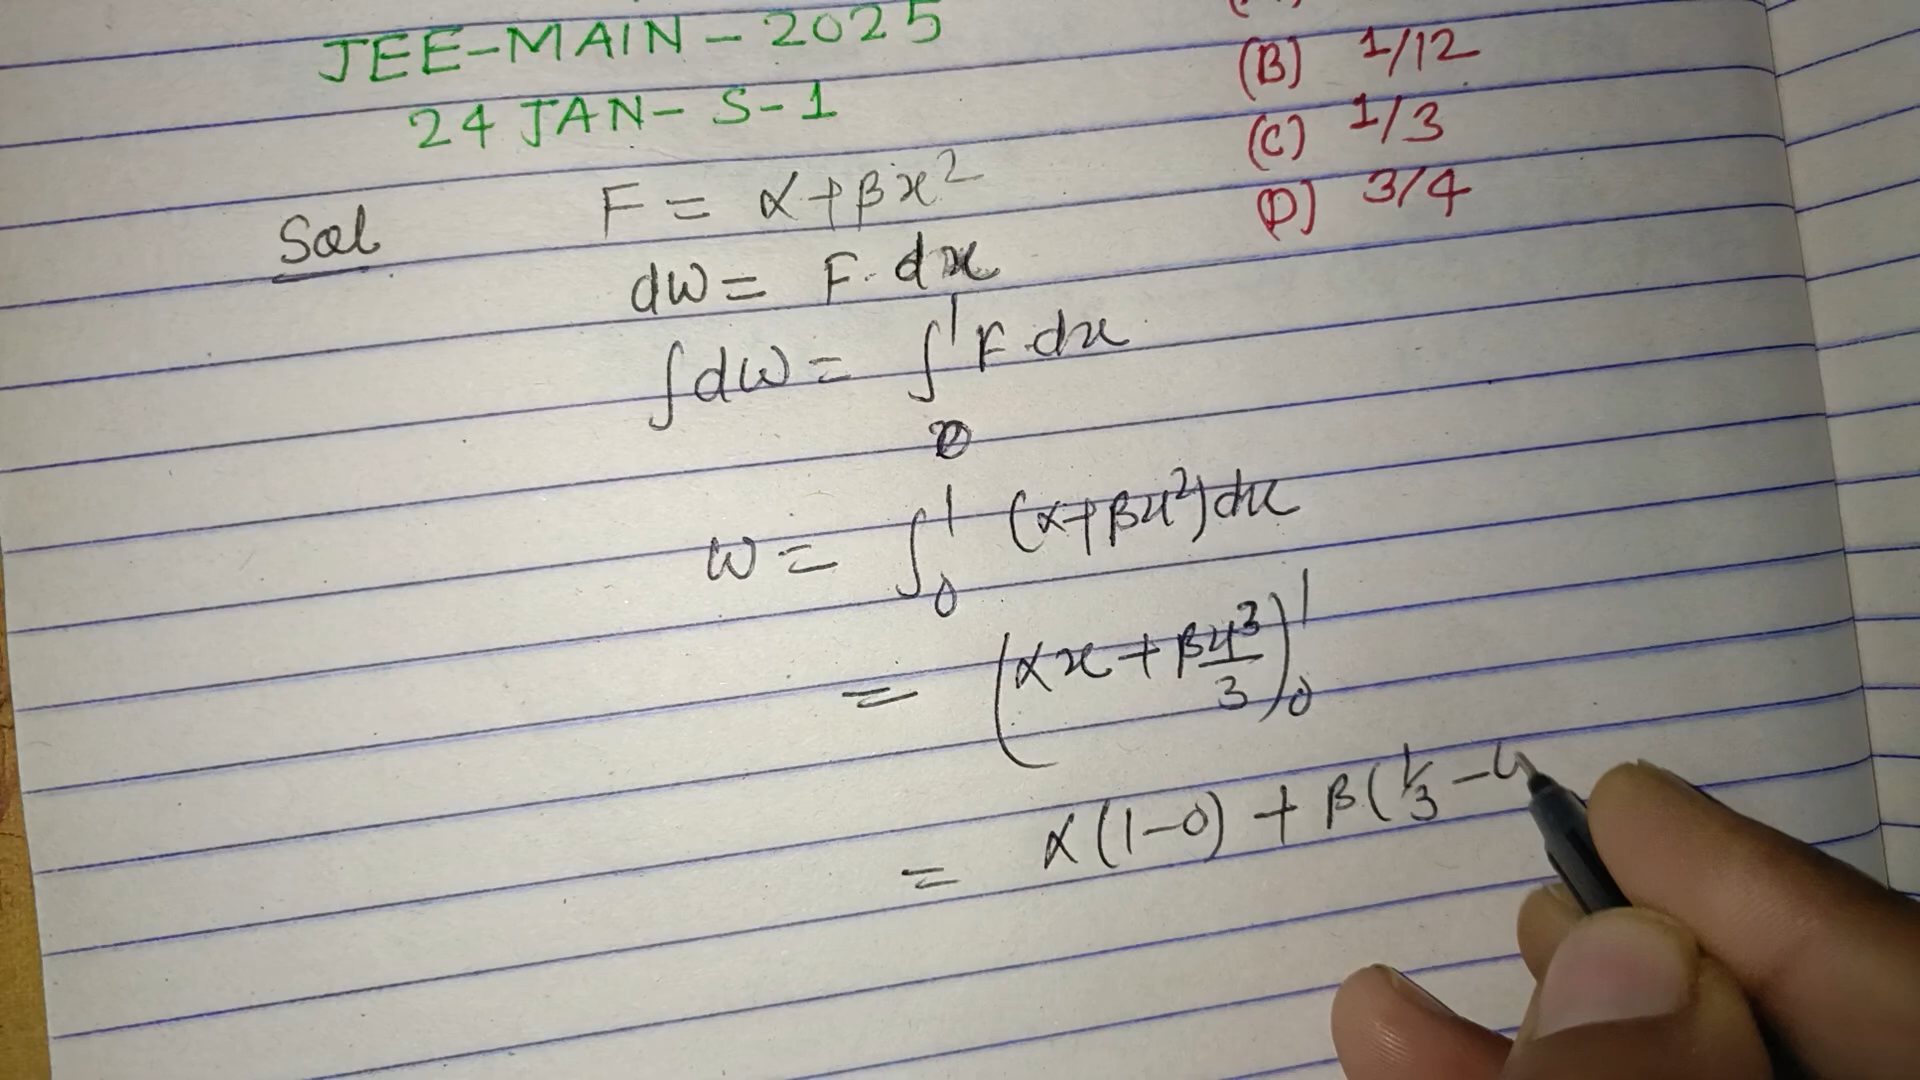 JEE-MAIN-2025
24 JAN- S-1
(B) 1/12
(C) 1/3
(D) 3/4
Sol
F = α+βx²
dW = F.dx
∫dW = ∫₀¹ F.dx
W = ∫₀¹ (α+βx²)dx
= (αx + βx³/3)₀¹
= α(1-0) + β(1/3 -